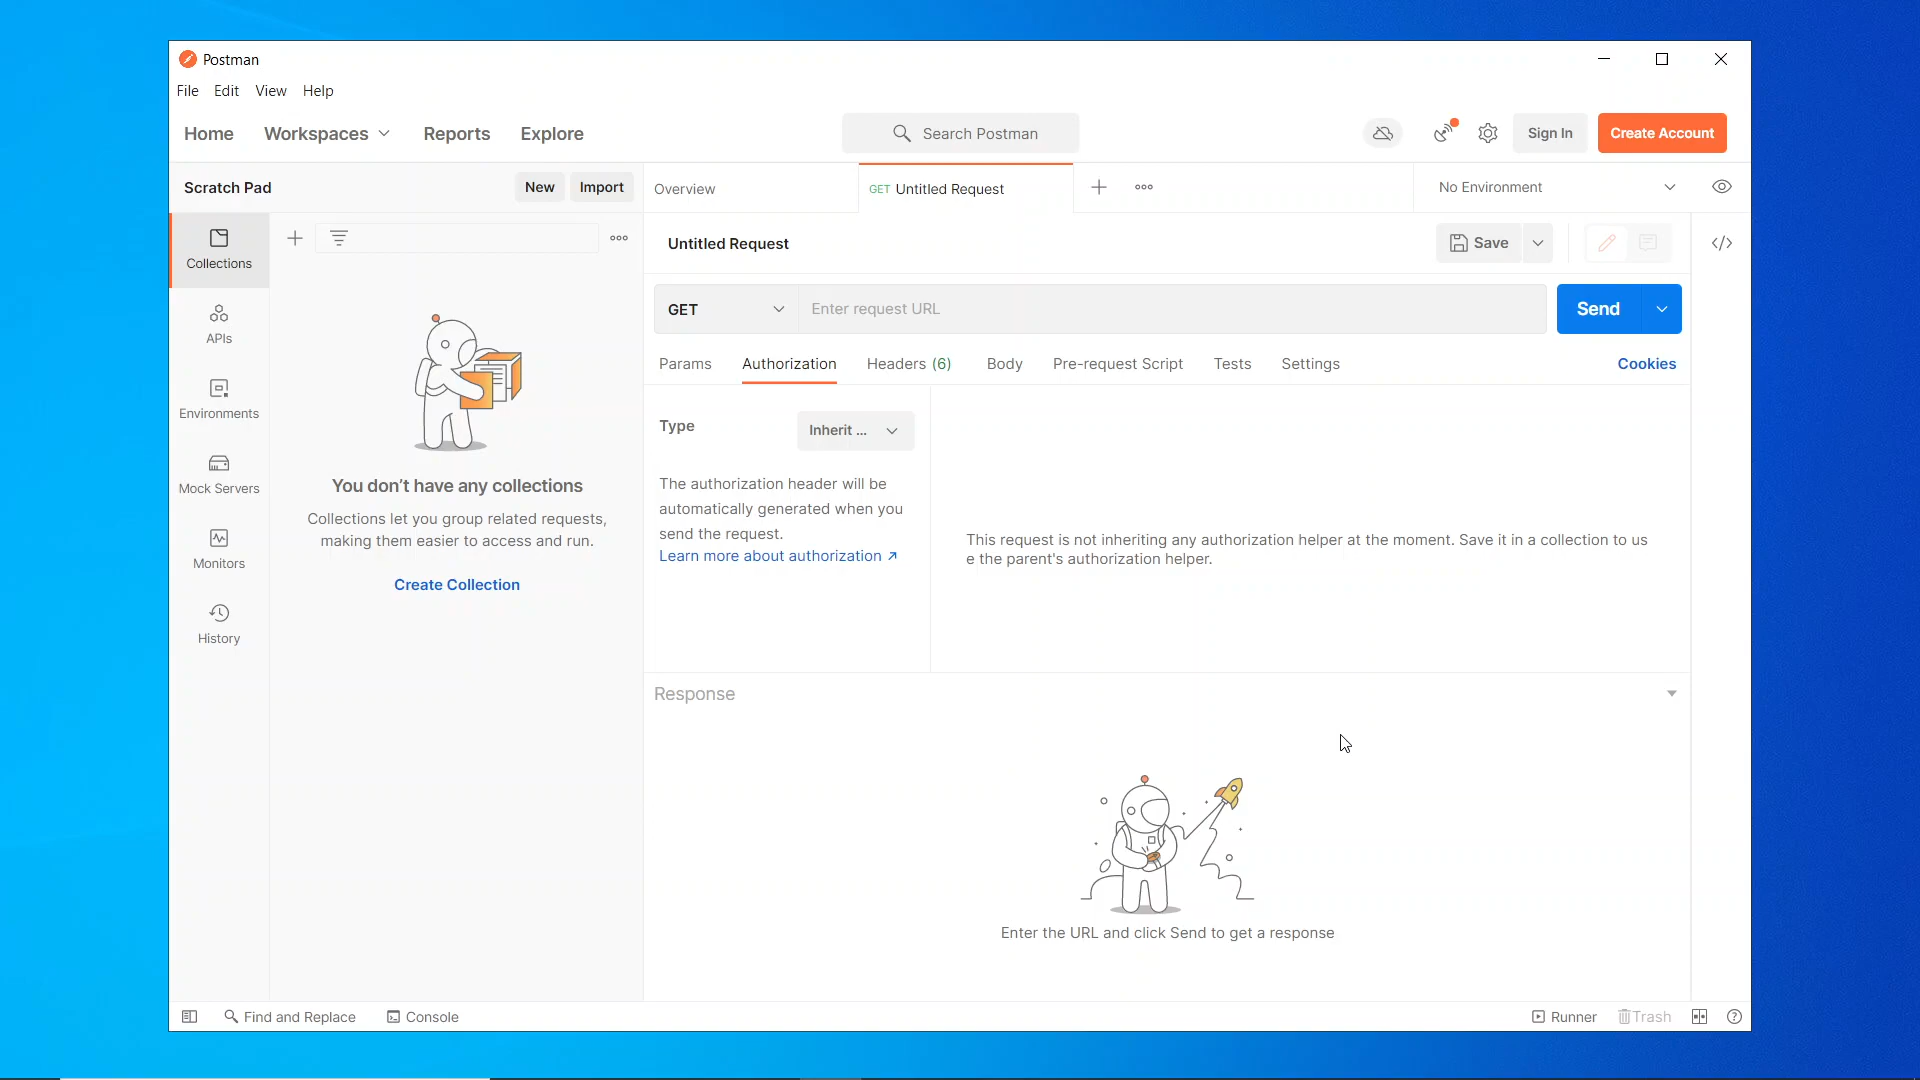 Postman
File Edit View Help
Home Workspaces Reports Explore
Search Postman
Sign In
Create Account
Scratch Pad
New
Import
Overview
GET Untitled Request
No Environment
Collections
APIs
Environments
Mock Servers
Monitors
History
You don’t have any collections
Collections let you group related requests,
making them easier to access and run.
Create Collection
Untitled Request
Save
GET
Enter request URL
Send
Params Authorization Headers (6) Body Pre-request Script Tests Settings
Cookies
Type
Inherit ...
The authorization header will be
automatically generated when you
send the request.
Learn more about authorization ↗
This request is not inheriting any authorization helper at the moment. Save it in a collection to us
e the parent's authorization helper.
Response
Enter the URL and click Send to get a response
Find and Replace
Console
Runner
Trash